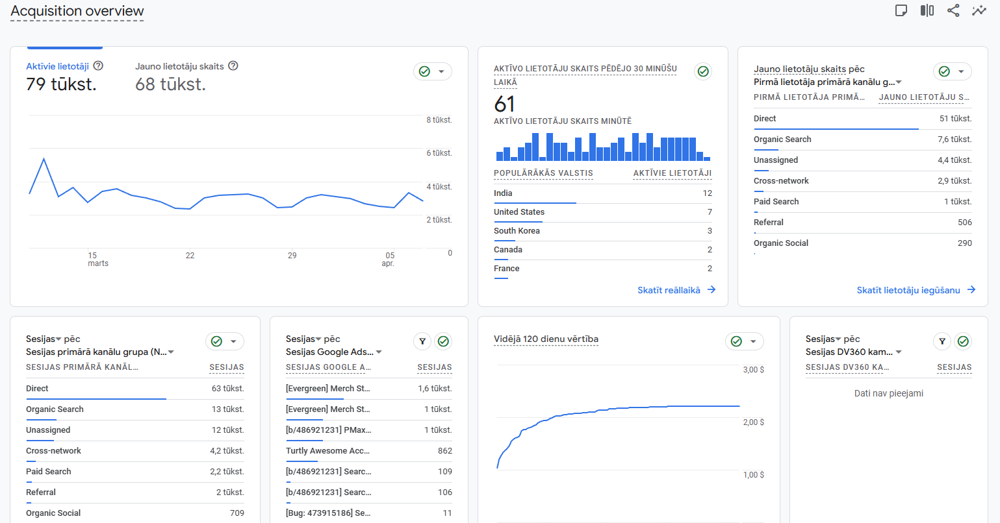 Acquisition overview
Aktīvie lietotāji
79 tūkst.
Jauno lietotāju skaits
68 tūkst.
8 tūkst.
6 tūkst.
4 tūkst.
2 tūkst.
0
15
marts
22
29
05
apr.
AKTĪVO LIETOTĀJU SKAITS PĒDĒJO 30 MINŪŠU
LAIKĀ
61
AKTĪVO LIETOTĀJU SKAITS MINŪTĒ
POPULĀRĀKĀS VALSTIS AKTĪVIE LIETOTĀJI
India 12
United States 7
South Korea 3
Canada 2
France 2
Skatīt reāllaikā
Jauno lietotāju skaits pēc
Pirmā lietotāja primārā kanālu g...
PIRMĀ LIETOTĀJA PRIMĀ... JAUNO LIETOTĀJU S...
Direct 51 tūkst.
Organic Search 7,6 tūkst.
Unassigned 4,4 tūkst.
Cross-network 2,9 tūkst.
Paid Search 1 tūkst.
Referral 506
Organic Social 290
Skatīt lietotāju iegūšanu
Sesijas pēc
Sesijas primārā kanālu grupa (N...
SESIJAS PRIMĀRĀ KANĀL... SESIJAS
Direct 63 tūkst.
Organic Search 13 tūkst.
Unassigned 12 tūkst.
Cross-network 4,2 tūkst.
Paid Search 2,2 tūkst.
Referral 2 tūkst.
Organic Social 709
Sesijas pēc
Sesijas Google Ads...
SESIJAS GOOGLE A... SESIJAS
[Evergreen] Merch St... 1,6 tūkst.
[Evergreen] Merch St... 1 tūkst.
[b/486921231] PMax... 1 tūkst.
Turtly Awesome Acc... 862
[b/486921231] Searc... 109
[b/486921231] Searc... 106
[Bug: 473915186] Se... 11
Vidējā 120 dienu vērtība
3,00 $
2,00 $
1,00 $
Sesijas pēc
Sesijas DV360 kam...
SESIJAS DV360 KA... SESIJAS
Dati nav pieejami